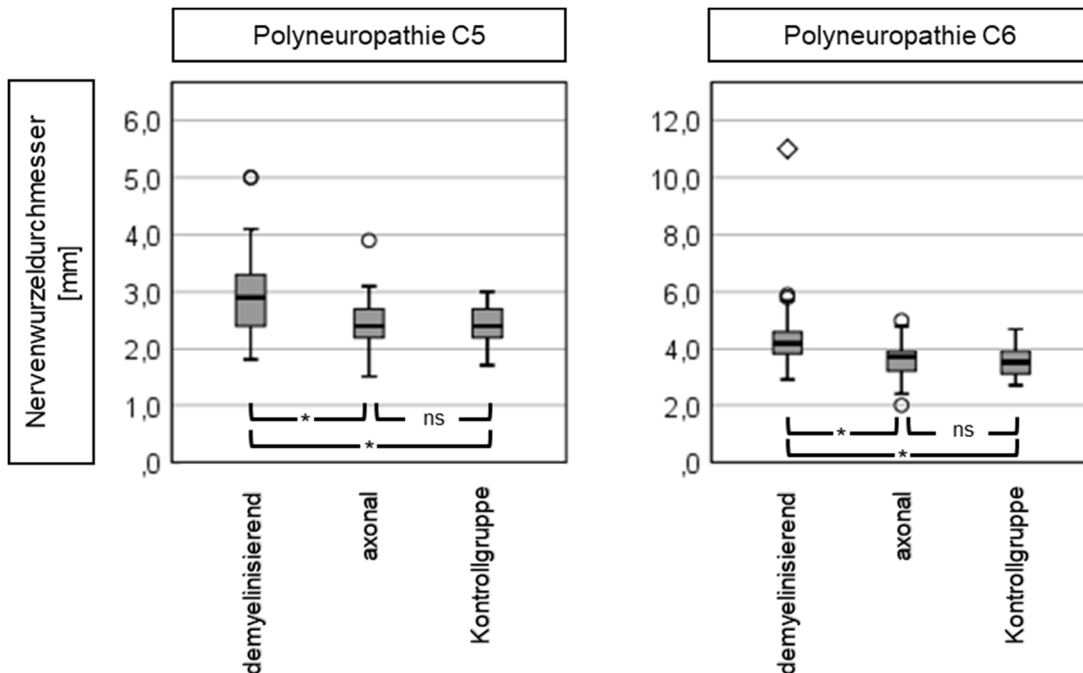 Polyneuropathie C5
Polyneuropathie C6
Nervenwurzeldurchmesser
[mm]
6,0
5,0
4,0
3,0
2,0
1,0
,0
* ns
*
demyelinisierend
axonal
Kontrollgruppe
12,0
10,0
8,0
6,0
4,0
2,0
,0
* ns
*
demyelinisierend
axonal
Kontrollgruppe